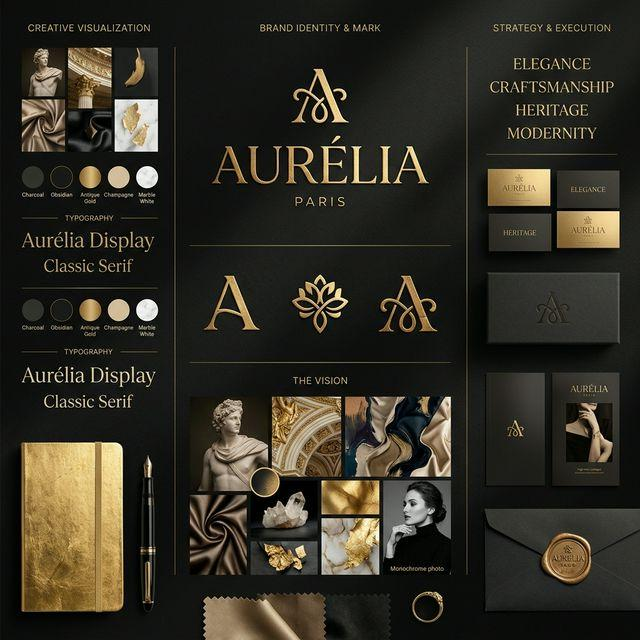 CREATIVE VISUALIZATION
Charcoal
Obsidian
Antique Gold
Champagne
Marble White
TYPOGRAPHY
Aurélia Display
Classic Serif
Charcoal
Obsidian
Antique Gold
Champagne
Marble White
TYPOGRAPHY
Aurélia Display
Classic Serif
BRAND IDENTITY & MARK
A
AURÉLIA
PARIS
A
A
THE VISION
Monochrome photo
STRATEGY & EXECUTION
ELEGANCE
CRAFTSMANSHIP
HERITAGE
MODERNITY
AURÉLIA
ELEGANCE
HERITAGE
AURÉLIA
A
A
AURÉLIA
PARIS
AURÉLIA